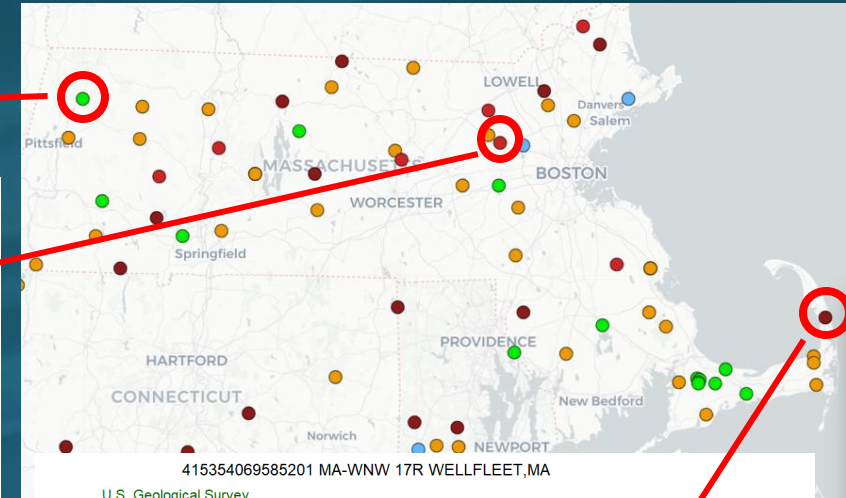 LOWELL
Danvers
Salem
Pittsfield
MASSACHUSETTS
BOSTON
WORCESTER
Springfield
PROVIDENCE
HARTFORD
CONNECTICUT
New Bedford
Norwich
NEWPORT
415354069585201 MA-WNW 17R WELLFLEET,MA
U.S. Geological Survey